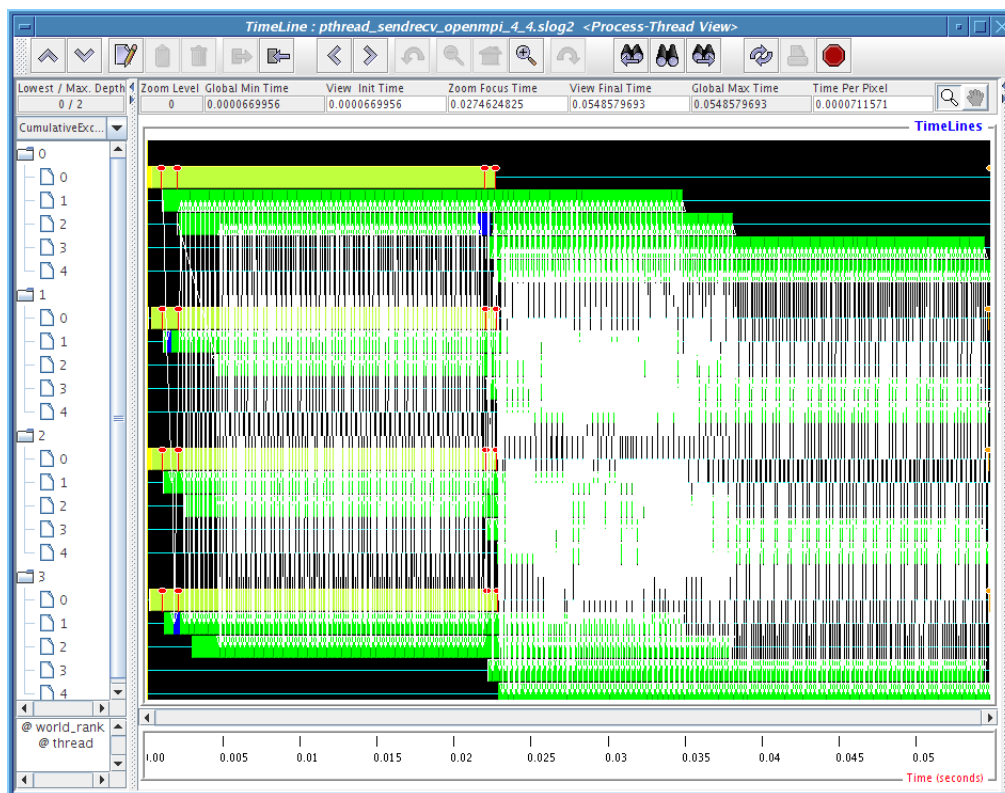 TimeLine : pthread_sendrecv_openmpi_4_4.slog2 <Process-Thread View>
Lowest / Max. Depth
0 / 2
Zoom Level Global Min Time View Init Time Zoom Focus Time View Final Time Global Max Time Time Per Pixel
0 0.0000669956 0.0000669956 0.0274624825 0.0548579693 0.0548579693 0.0000711571
CumulativeExc...
TimeLines
0
0
1
2
3
4
1
0
1
2
3
4
2
0
1
2
3
4
3
0
1
2
3
4
@ world_rank
@ thread
0.005 0.01 0.015 0.02 0.025 0.03 0.035 0.04 0.045 0.05
Time (seconds)